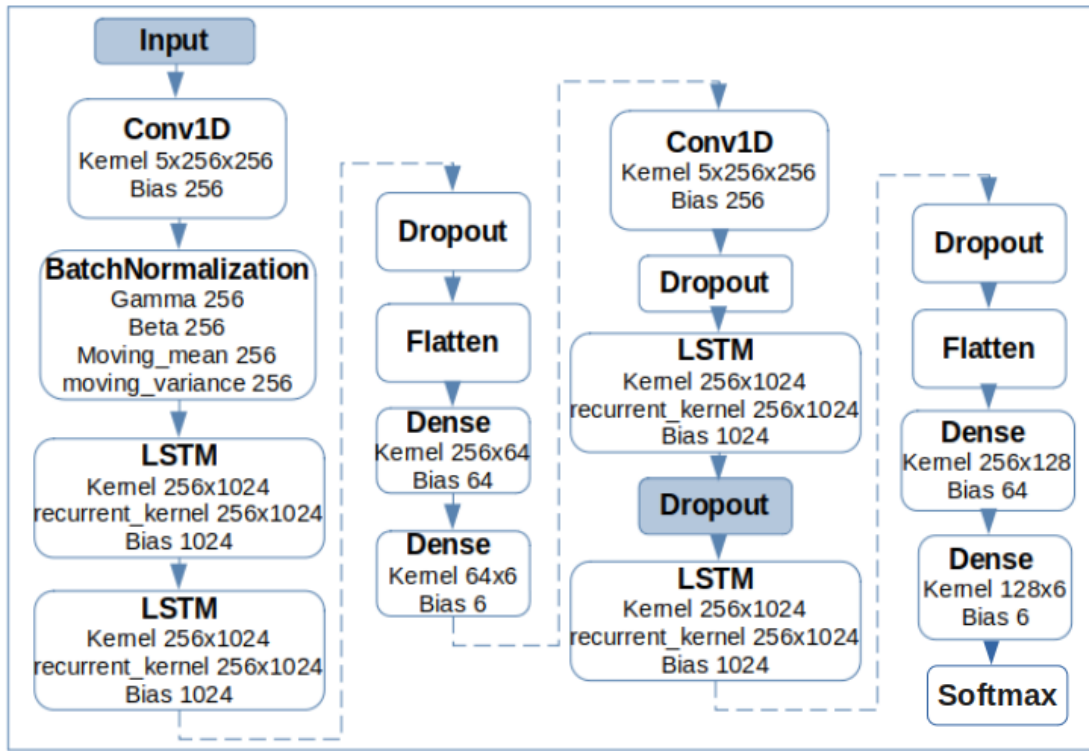 Input
Conv1D
Kernel 5x256x256
Bias 256
BatchNormalization
Gamma 256
Beta 256
Moving_mean 256
moving_variance 256
LSTM
Kernel 256x1024
recurrent_kernel 256x1024
Bias 1024
LSTM
Kernel 256x1024
recurrent_kernel 256x1024
Bias 1024
Dropout
Flatten
Dense
Kernel 256x64
Bias 64
Dense
Kernel 64x6
Bias 6
Conv1D
Kernel 5x256x256
Bias 256
Dropout
LSTM
Kernel 256x1024
recurrent_kernel 256x1024
Bias 1024
Dropout
LSTM
Kernel 256x1024
recurrent_kernel 256x1024
Bias 1024
Dropout
Flatten
Dense
Kernel 256x128
Bias 64
Dense
Kernel 128x6
Bias 6
Softmax